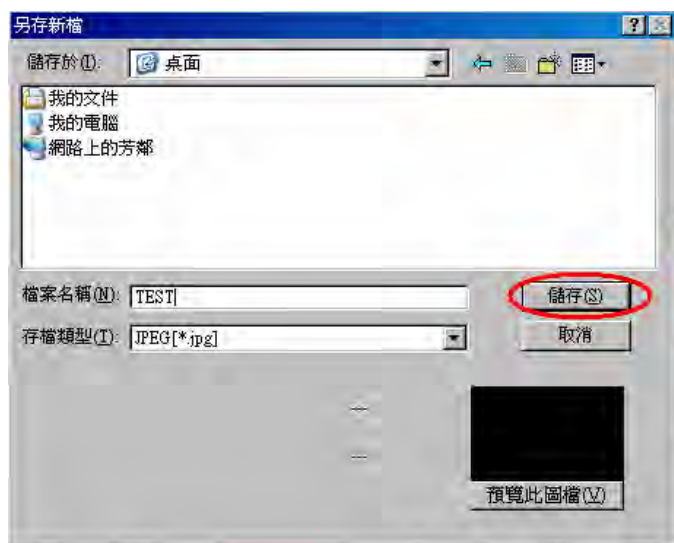 另存新檔
儲存於(I): 桌面
我的文件
我的電腦
網路上的芳鄰
檔案名稱(N): TEST 儲存(S)
存檔類型(T): JPEG[*.jpg] 取消
---
---
預覽此圖檔(V)